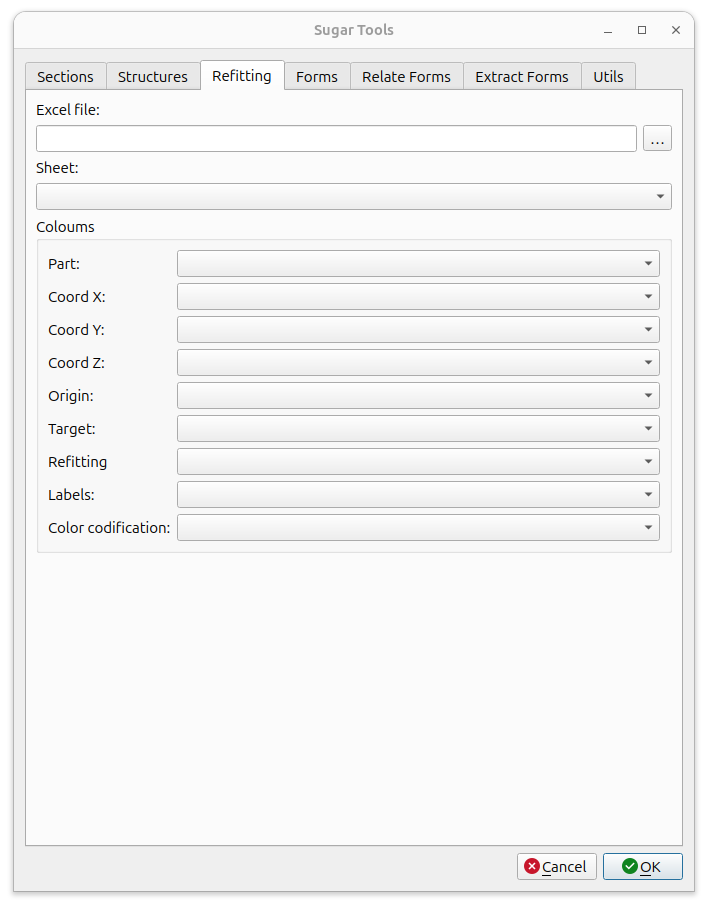 Sugar Tools
Sections Structures Refitting Forms Relate Forms Extract Forms Utils
Excel file:
...
Sheet:
Coloums
Part:
Coord X:
Coord Y:
Coord Z:
Origin:
Target:
Refitting
Labels:
Color codification:
Cancel OK